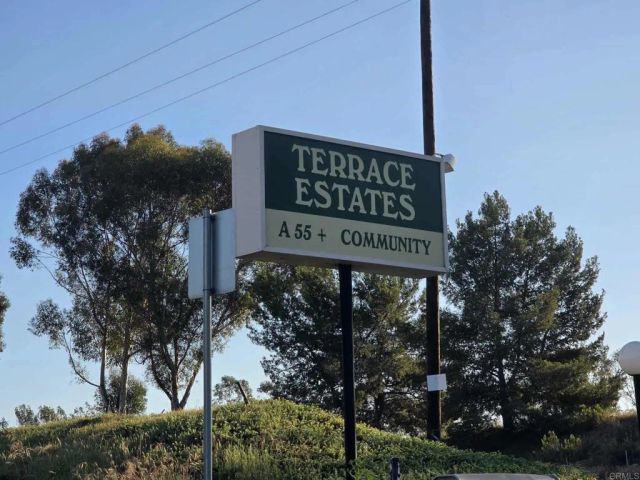 TERRACE
ESTATES
A 55 + COMMUNITY
©CRMLS